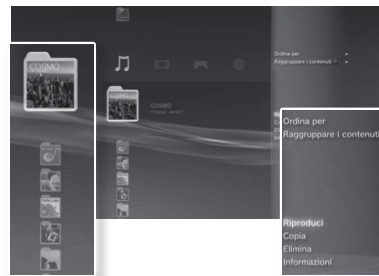 COSMO
COSMO
Ordina per
Raggruppare i contenuti
Ordina per
Raggruppare i contenuti
Riproduci
Copia
Elimina
Informazioni